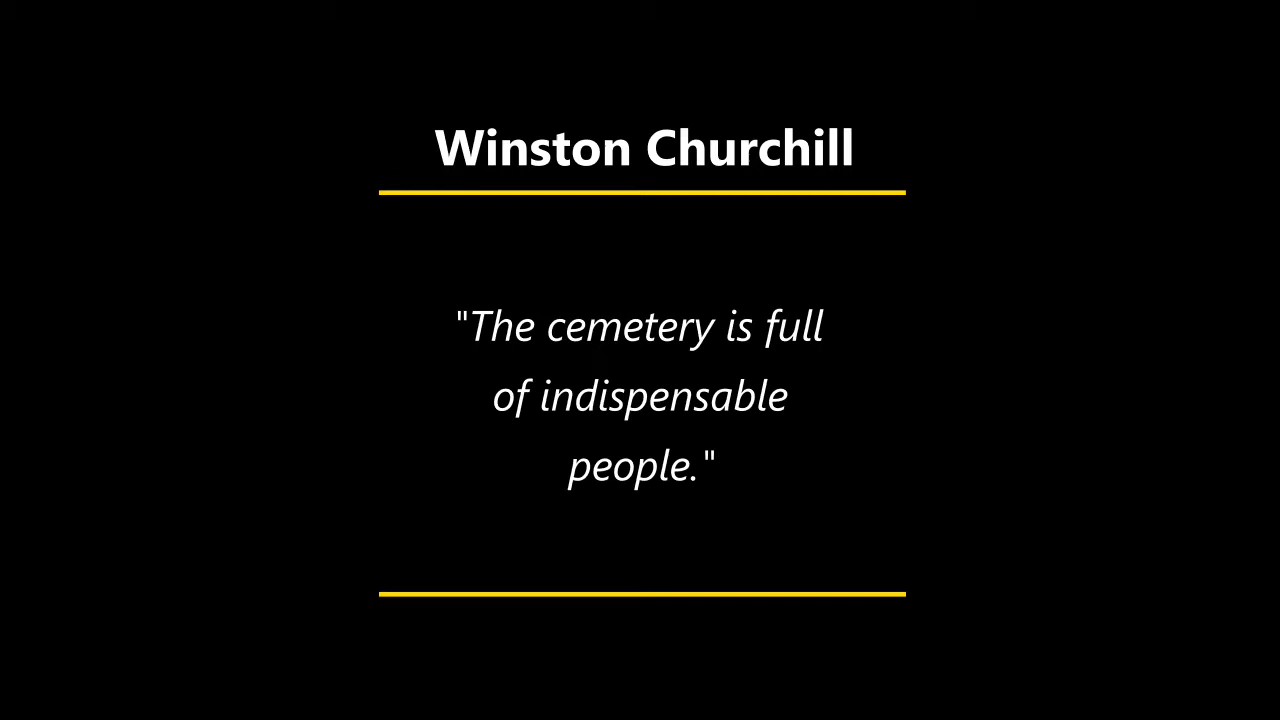 Winston Churchill
"The cemetery is full
of indispensable
people."